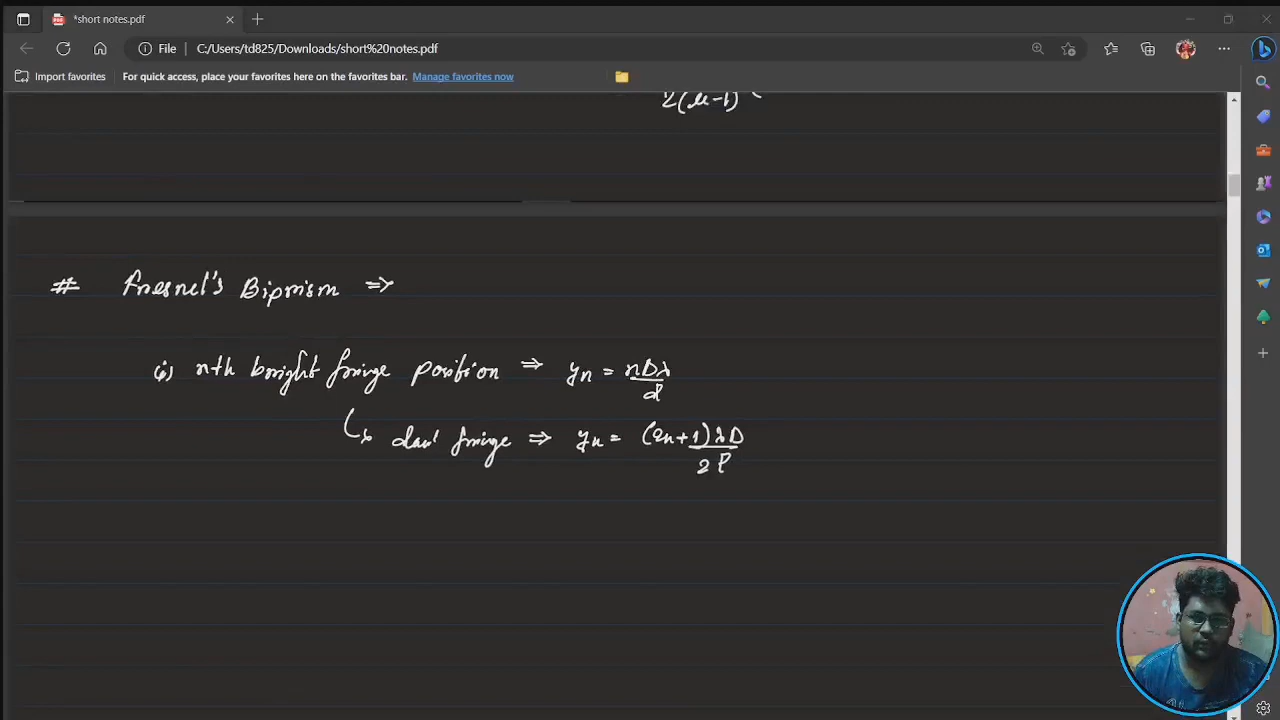 *short notes.pdf
File C:/Users/td825/Downloads/short%20notes.pdf
Import favorites For quick access, place your favorites here on the favorites bar. Manage favorites now
2(μ-1)
# Fresnel's Biprism ⇒
(i) nth bright fringe position ⇒ yn = nDλ/d
↳ fringe ⇒ yn = (2n+1)λD/2